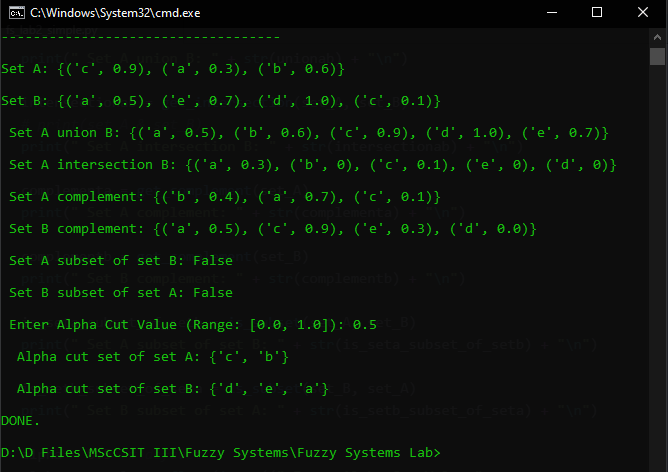 C:\Windows\System32\cmd.exe
-----------------------------------
Set A: {('c', 0.9), ('a', 0.3), ('b', 0.6)}
Set B: {('a', 0.5), ('e', 0.7), ('d', 1.0), ('c', 0.1)}
Set A union B: {('a', 0.5), ('b', 0.6), ('c', 0.9), ('d', 1.0), ('e', 0.7)}
Set A intersection B: {('a', 0.3), ('b', 0), ('c', 0.1), ('e', 0), ('d', 0)}
Set A complement: {('b', 0.4), ('a', 0.7), ('c', 0.1)}
Set B complement: {('a', 0.5), ('c', 0.9), ('e', 0.3), ('d', 0.0)}
Set A subset of set B: False
Set B subset of set A: False
Enter Alpha Cut Value (Range: [0.0, 1.0]): 0.5
Alpha cut set of set A: {'c', 'b'}
Alpha cut set of set B: {'d', 'e', 'a'}
DONE.
D:\D Files\MScCSIT III\Fuzzy Systems\Fuzzy Systems Lab>